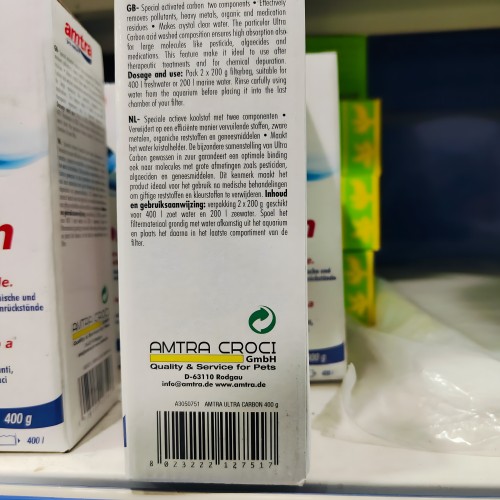 GB- Special activated carbon two components • Effectively
removes pollutants, heavy metals, organic and medication
residues • Makes crystal clear water. The particular Ultra
Carbon acid washed composition ensures high absorption also
for large molecules like pesticide, algaecides and
medications. This feature make it ideal to use after
therapeutic treatments and for chemical depuration.
Dosage and use: Pack 2 x 200 g filterbag, suitable for
400 l freshwater or 200 l marine water. Rinse carfully using
water from the aquarium before placing it into the last
chamber of your filter.
NL- Speciale actieve koolstof met twee componenten •
Verwijdert op een efficiënte manier vervuilende stoffen, zware
metalen, organiche reststoffen en geneesmiddelen • Maakt
het water kristalhelder. De bijzondere samenstelling van Ultra
Carbon gewassen in zuur garandeert een optimale binding
ook naar molecules met grote afmetingen zoals pesticiden,
algaeciden en geneesmiddelen. Dit kenmerk maakt het
product ideaal voor het gebruik na medische behandelingen
om giftige reststoffen en kleurstoffen te verwijderen. Inhoud
en gebruiksaanwijzing: verpakking 2 x 200 g geschikt
voor 400 l zoet water en 200 l zeewater. Spoel het
filtermateriaal grondig met water afkomstig uit het aquarium
en plaats het daarna in het laatste compartiment van de
filter.
AMTRA CROCI
GmbH
Quality & Service for Pets
D-63110 Rodgau
info@amtra.de www.amtra.de
A3050751 AMTRA ULTRA CARBON 400 g
8 023222 127517
amtra
ische und
nrückstände
400 g
400 l
AMTRA